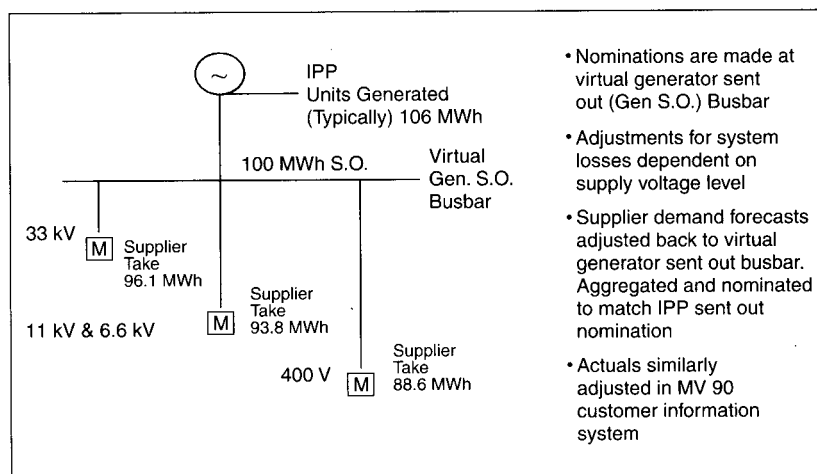 ~
IPP
Units Generated
(Typically) 106 MWh
100 MWh S.O.
Virtual
Gen. S.O.
Busbar
33 kV
M
Supplier
Take
96.1 MWh
11 kV & 6.6 kV
M
Supplier
Take
93.8 MWh
400 V
M
Supplier
Take
88.6 MWh
• Nominations are made at
virtual generator sent
out (Gen S.O.) Busbar
• Adjustments for system
losses dependent on
supply voltage level
• Supplier demand forecasts
adjusted back to virtual
generator sent out busbar.
Aggregated and nominated
to match IPP sent out
nomination
• Actuals similarly
adjusted in MV 90
customer information
system